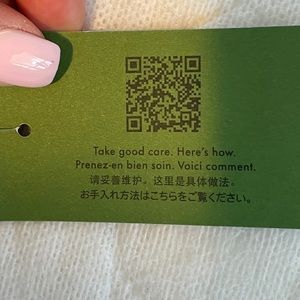 Take good care. Here's how.
Prenez-en bien soin. Voici comment.
请妥善维护。这里是具体做法。
お手入れ方法はこちらをご覧ください。